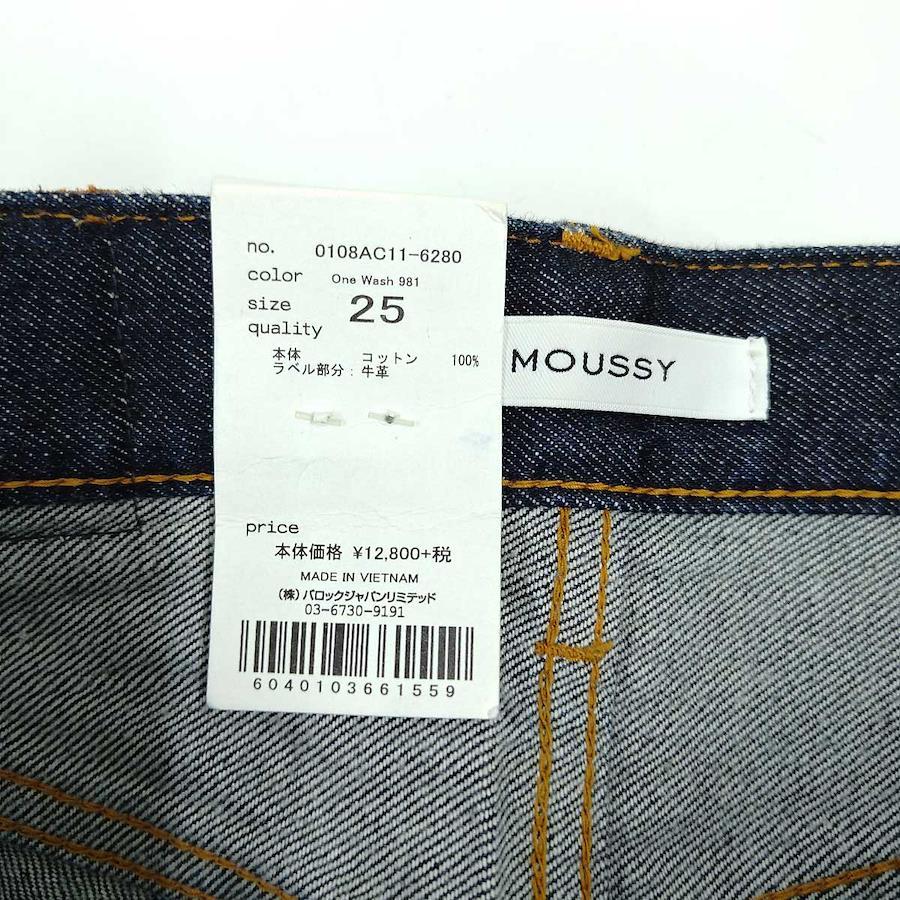 no. 0108AC11-6280
color One Wash 981
size 25
quality
本体 コットン 100%
ラベル部分: 牛革
MOUSSY
price
本体価格 ¥12,800+税
MADE IN VIETNAM
(株)バロックジャパンリミテッド
03-6730-9191
6040103661559